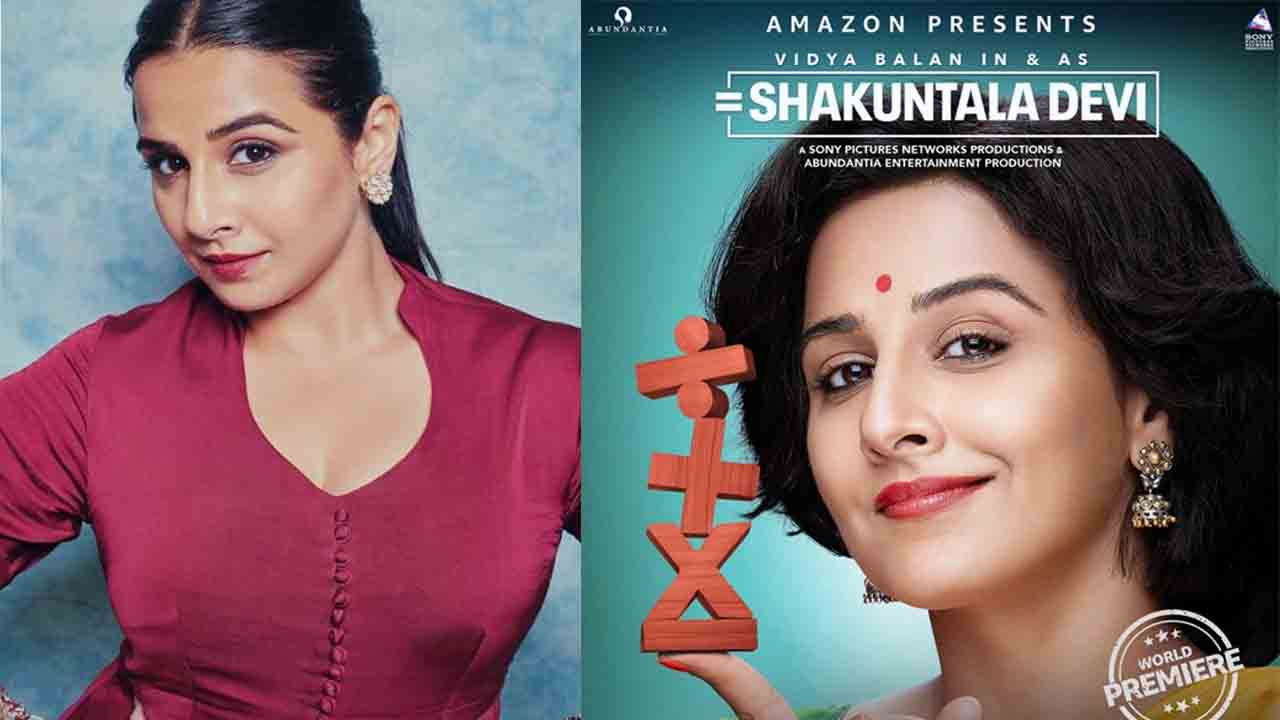 ABUNDANTIA
AMAZON PRESENTS
SONY
VIDYA BALAN IN & AS
=SHAKUNTALA DEVI
A SONY PICTURES NETWORKS PRODUCTIONS &
ABUNDANTIA ENTERTAINMENT PRODUCTION
WORLD
PREMIERE